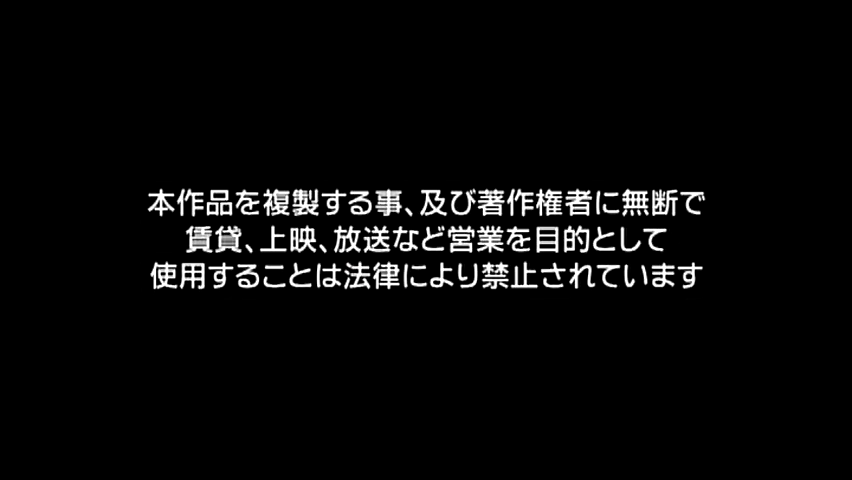 本作品を複製する事、及び著作権者に無断で
賃貸、上映、放送など営業を目的として
使用することは法律により禁止されています